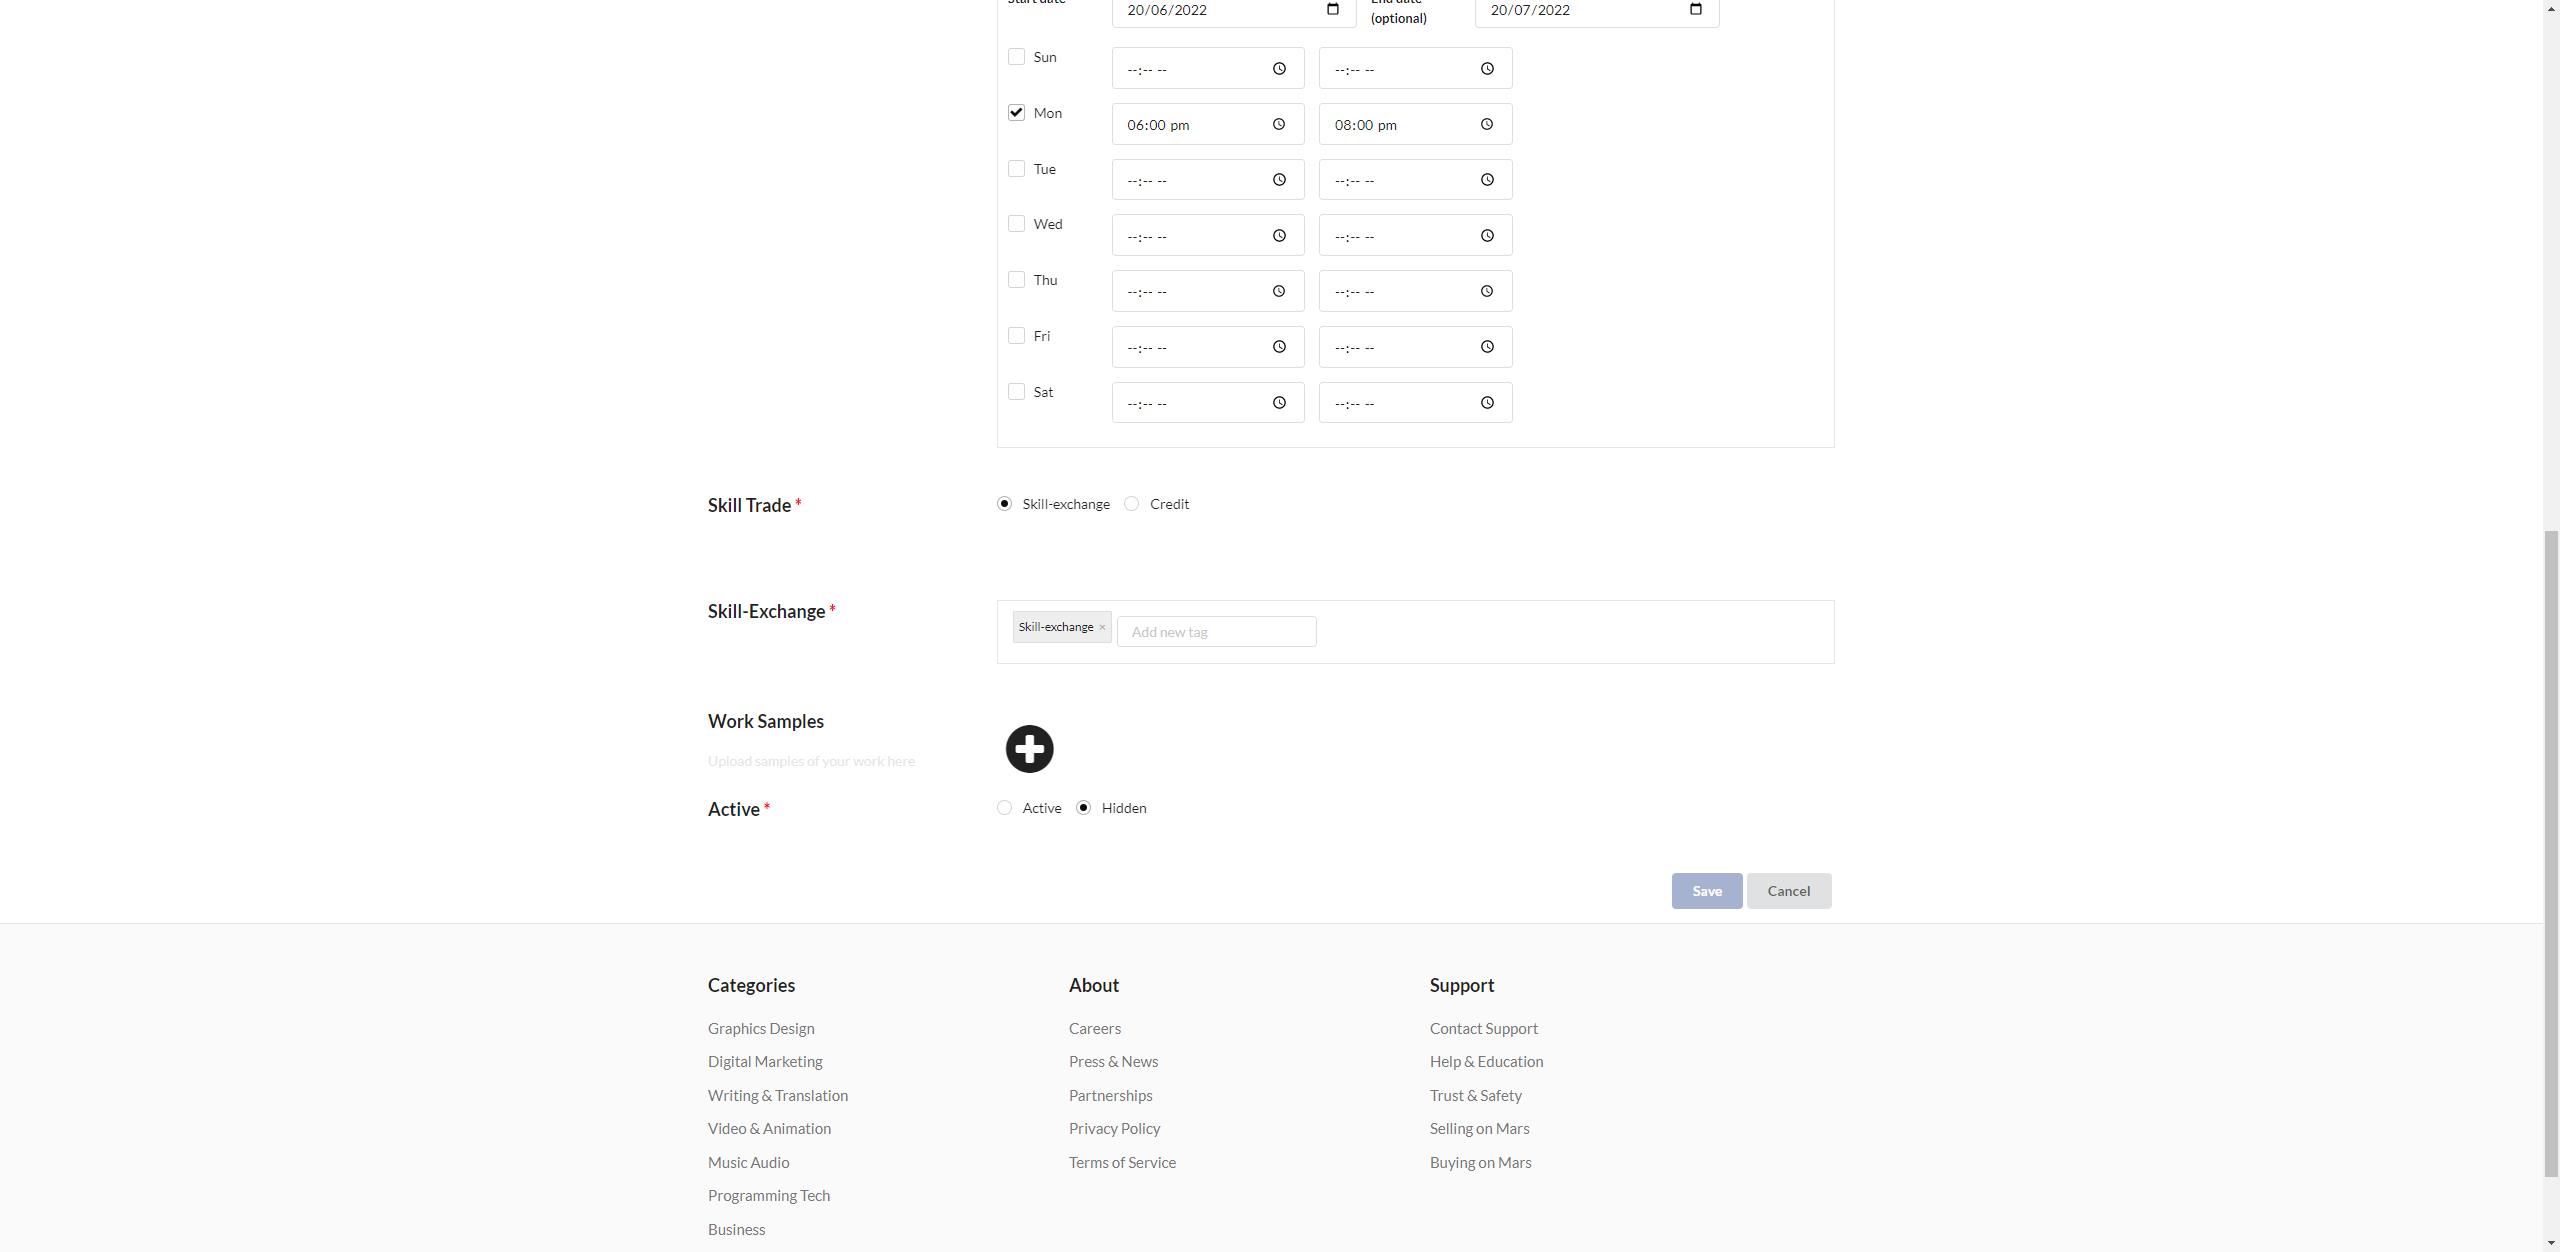 Start date 20/06/2022 End date 20/07/2022
(optional)
Sun --:-- -- --:-- --
Mon 06:00 pm 08:00 pm
Tue --:-- -- --:-- --
Wed --:-- -- --:-- --
Thu --:-- -- --:-- --
Fri --:-- -- --:-- --
Sat --:-- -- --:-- --
Skill Trade * Skill-exchange Credit
Skill-Exchange * Skill-exchange × Add new tag
Work Samples
Upload samples of your work here
Active * Active Hidden
Save Cancel
Categories
Graphics Design
Digital Marketing
Writing & Translation
Video & Animation
Music Audio
Programming Tech
Business
About
Careers
Press & News
Partnerships
Privacy Policy
Terms of Service
Support
Contact Support
Help & Education
Trust & Safety
Selling on Mars
Buying on Mars